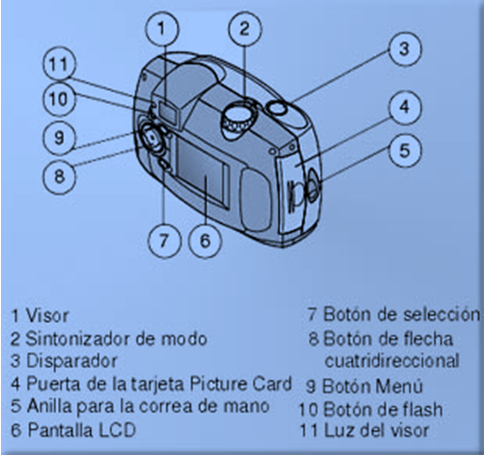 1
2
3
11
10
4
9
5
8
7
6
1 Visor
2 Sintonizador de modo
3 Disparador
4 Puerta de la tarjeta Picture Card
5 Anilla para la correa de mano
6 Pantalla LCD
7 Botón de selección
8 Botón de flecha
cuatridireccional
9 Botón Menú
10 Botón de flash
11 Luz del visor